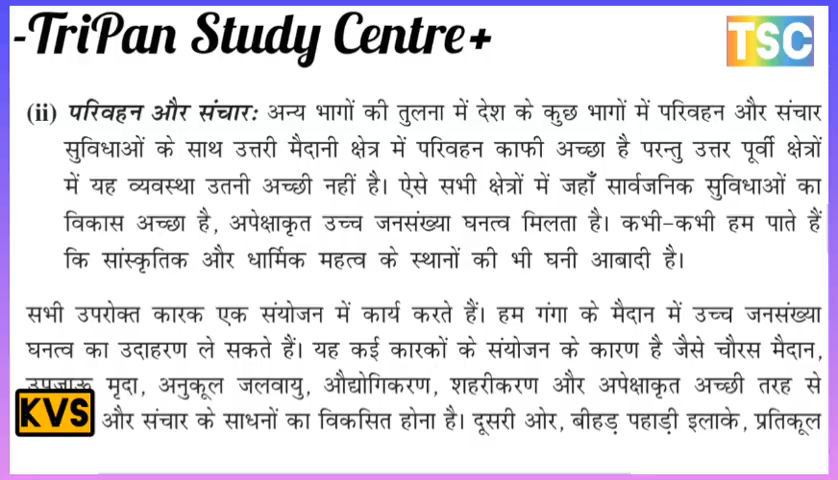 -TriPan Study Centre+
TSC
(ii) परिवहन और संचार: अन्य भागों की तुलना में देश के कुछ भागों में परिवहन और संचार
सुविधाओं के साथ उत्तरी मैदानी क्षेत्र में परिवहन काफी अच्छा है परन्तु उत्तर पूर्वी क्षेत्रों
में यह व्यवस्था उतनी अच्छी नहीं है। ऐसे सभी क्षेत्रों में जहाँ सार्वजनिक सुविधाओं का
विकास अच्छा है, अपेक्षाकृत उच्च जनसंख्या घनत्व मिलता है। कभी-कभी हम पाते हैं
कि सांस्कृतिक और धार्मिक महत्व के स्थानों की भी घनी आबादी है।
सभी उपरोक्त कारक एक संयोजन में कार्य करते हैं। हम गंगा के मैदान में उच्च जनसंख्या
घनत्व का उदाहरण ले सकते हैं। यह कई कारकों के संयोजन के कारण है जैसे चौरस मैदान,
उपजाऊ मृदा, अनुकूल जलवायु, औद्योगिकरण, शहरीकरण और अपेक्षाकृत अच्छी तरह से
KVS और संचार के साधनों का विकसित होना है। दूसरी ओर, बीहड़ पहाड़ी इलाके, प्रतिकूल